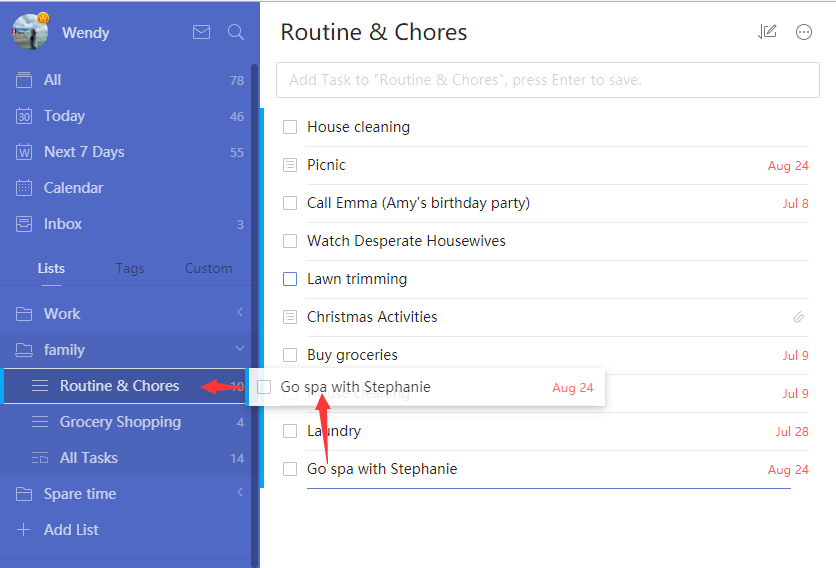 Wendy
All 78
30 Today 46
W Next 7 Days 55
Calendar
Inbox 3
Lists Tags Custom
Work
family
Routine & Chores 10
Grocery Shopping 4
All Tasks 14
Spare time
Add List
Routine & Chores
Add Task to "Routine & Chores", press Enter to save.
House cleaning
Picnic Aug 24
Call Emma (Amy's birthday party) Jul 8
Watch Desperate Housewives
Lawn trimming
Christmas Activities
Buy groceries Jul 9
Go spa with Stephanie Aug 24
House cleaning Jul 9
Laundry Jul 28
Go spa with Stephanie Aug 24